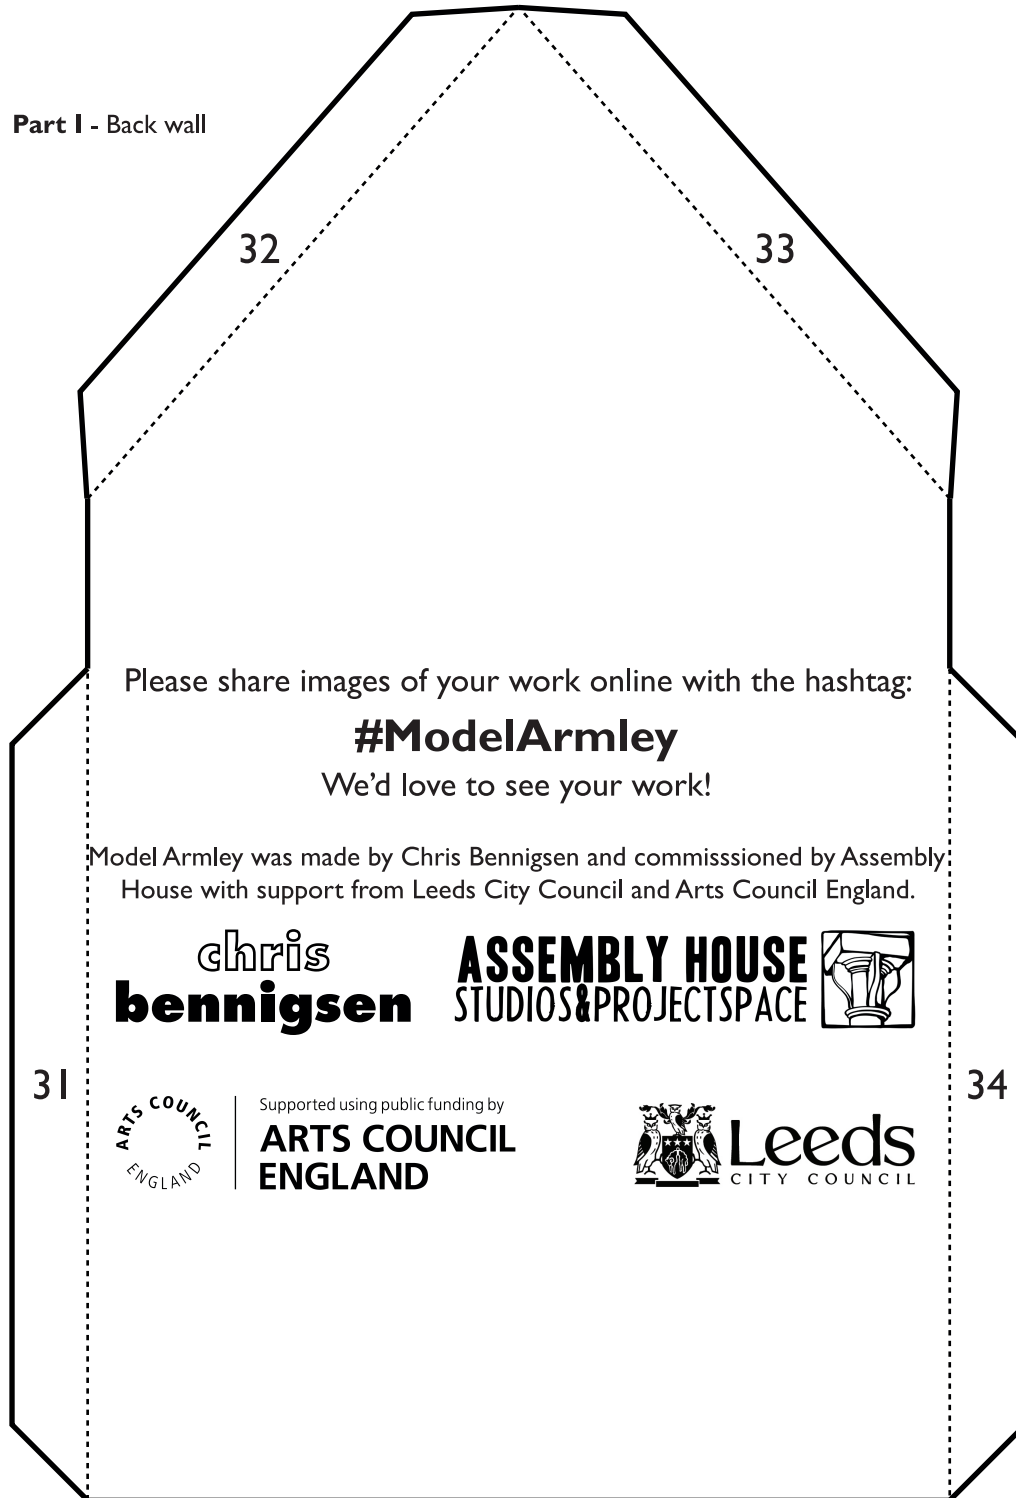 Part I - Back wall
32
33
Please share images of your work online with the hashtag:
#ModelArmley
We'd love to see your work!
Model Armley was made by Chris Bennigsen and commisssioned by Assembly
House with support from Leeds City Council and Arts Council England.
chris
bennigsen
ASSEMBLY HOUSE
STUDIOS&PROJECTSPACE
31
34
ARTS COUNCIL
ENGLAND
Supported using public funding by
ARTS COUNCIL
ENGLAND
Leeds
CITY COUNCIL